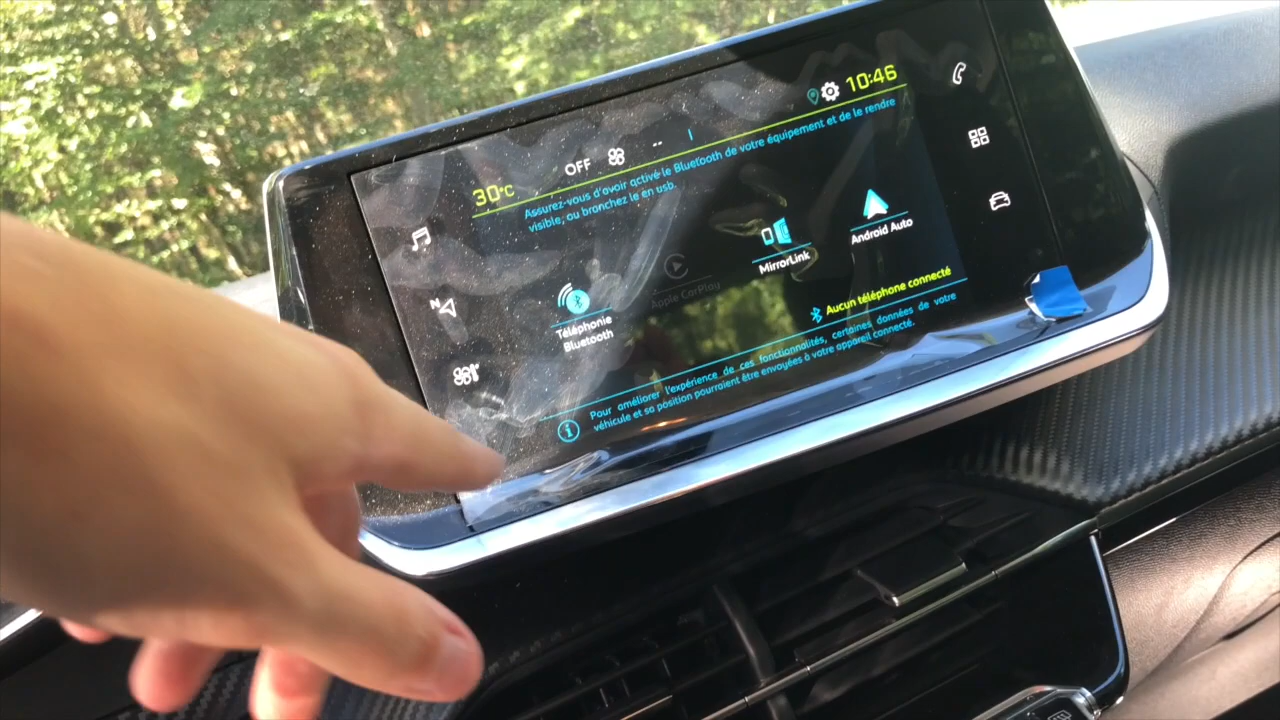 10:46
30°C OFF --
Assurez-vous d'avoir activé le Bluetooth de votre équipement et de le rendre
visible, ou branchez le en usb.
Téléphonie
Bluetooth
Apple CarPlay
MirrorLink
Android Auto
Aucun téléphone connecté
Pour améliorer l'expérience de ces fonctionnalités, certaines données de votre
véhicule et sa position pourraient être envoyées à votre appareil connecté.